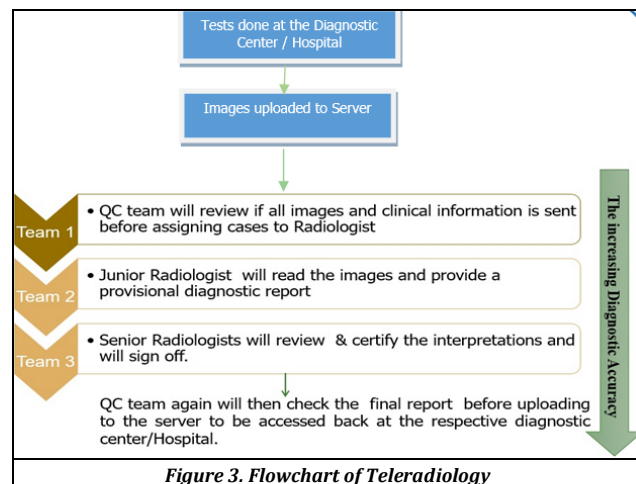 Tests done at the Diagnostic
Center / Hospital
Images uploaded to Server
Team 1
• QC team will review if all images and clinical information is sent
before assigning cases to Radiologist
Team 2
• Junior Radiologist will read the images and provide a
provisional diagnostic report
Team 3
• Senior Radiologists will review & certify the interpretations and
will sign off.
QC team again will then check the final report before uploading
to the server to be accessed back at the respective diagnostic
center/Hospital.
The increasing Diagnostic Accuracy
Figure 3. Flowchart of Teleradiology